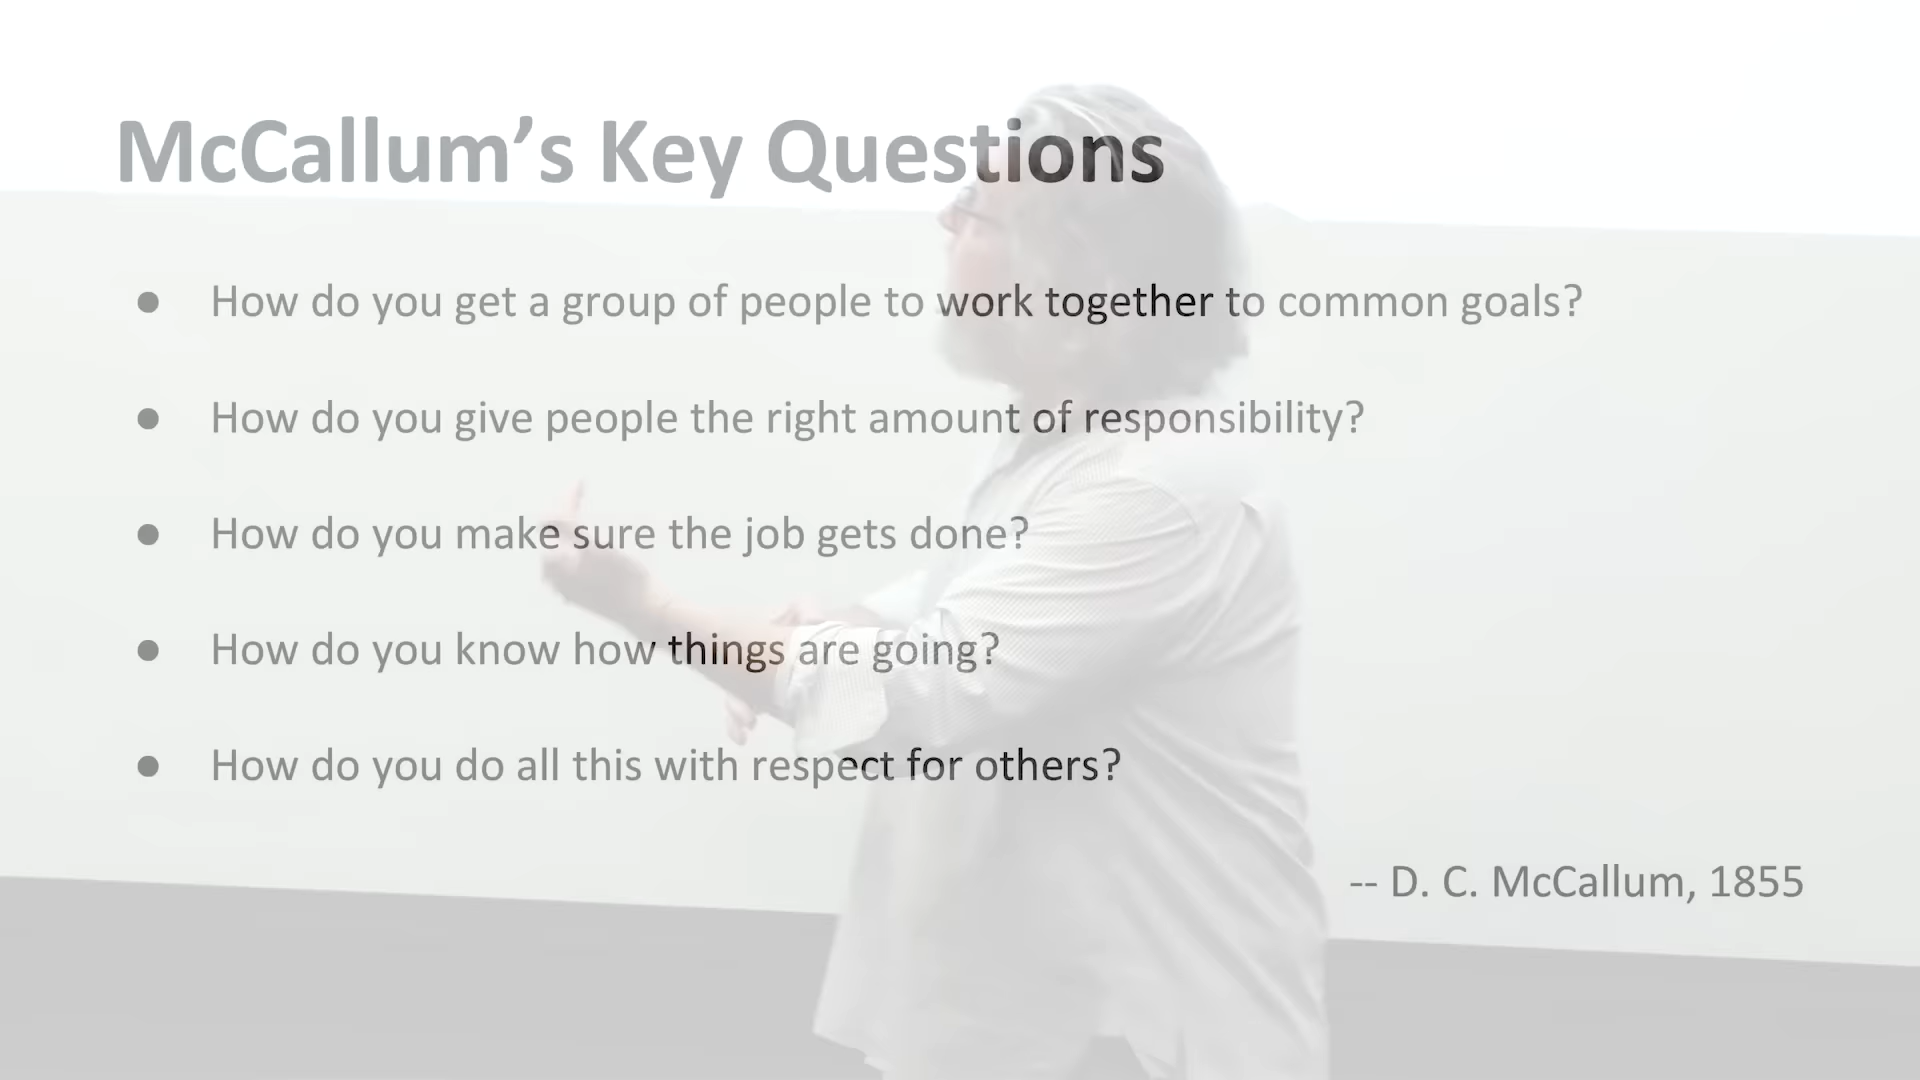 McCallum’s Key Questions
● How do you get a group of people to work together to common goals?
● How do you give people the right amount of responsibility?
● How do you make sure the job gets done?
● How do you know how things are going?
● How do you do all this with respect for others?
-- D. C. McCallum, 1855